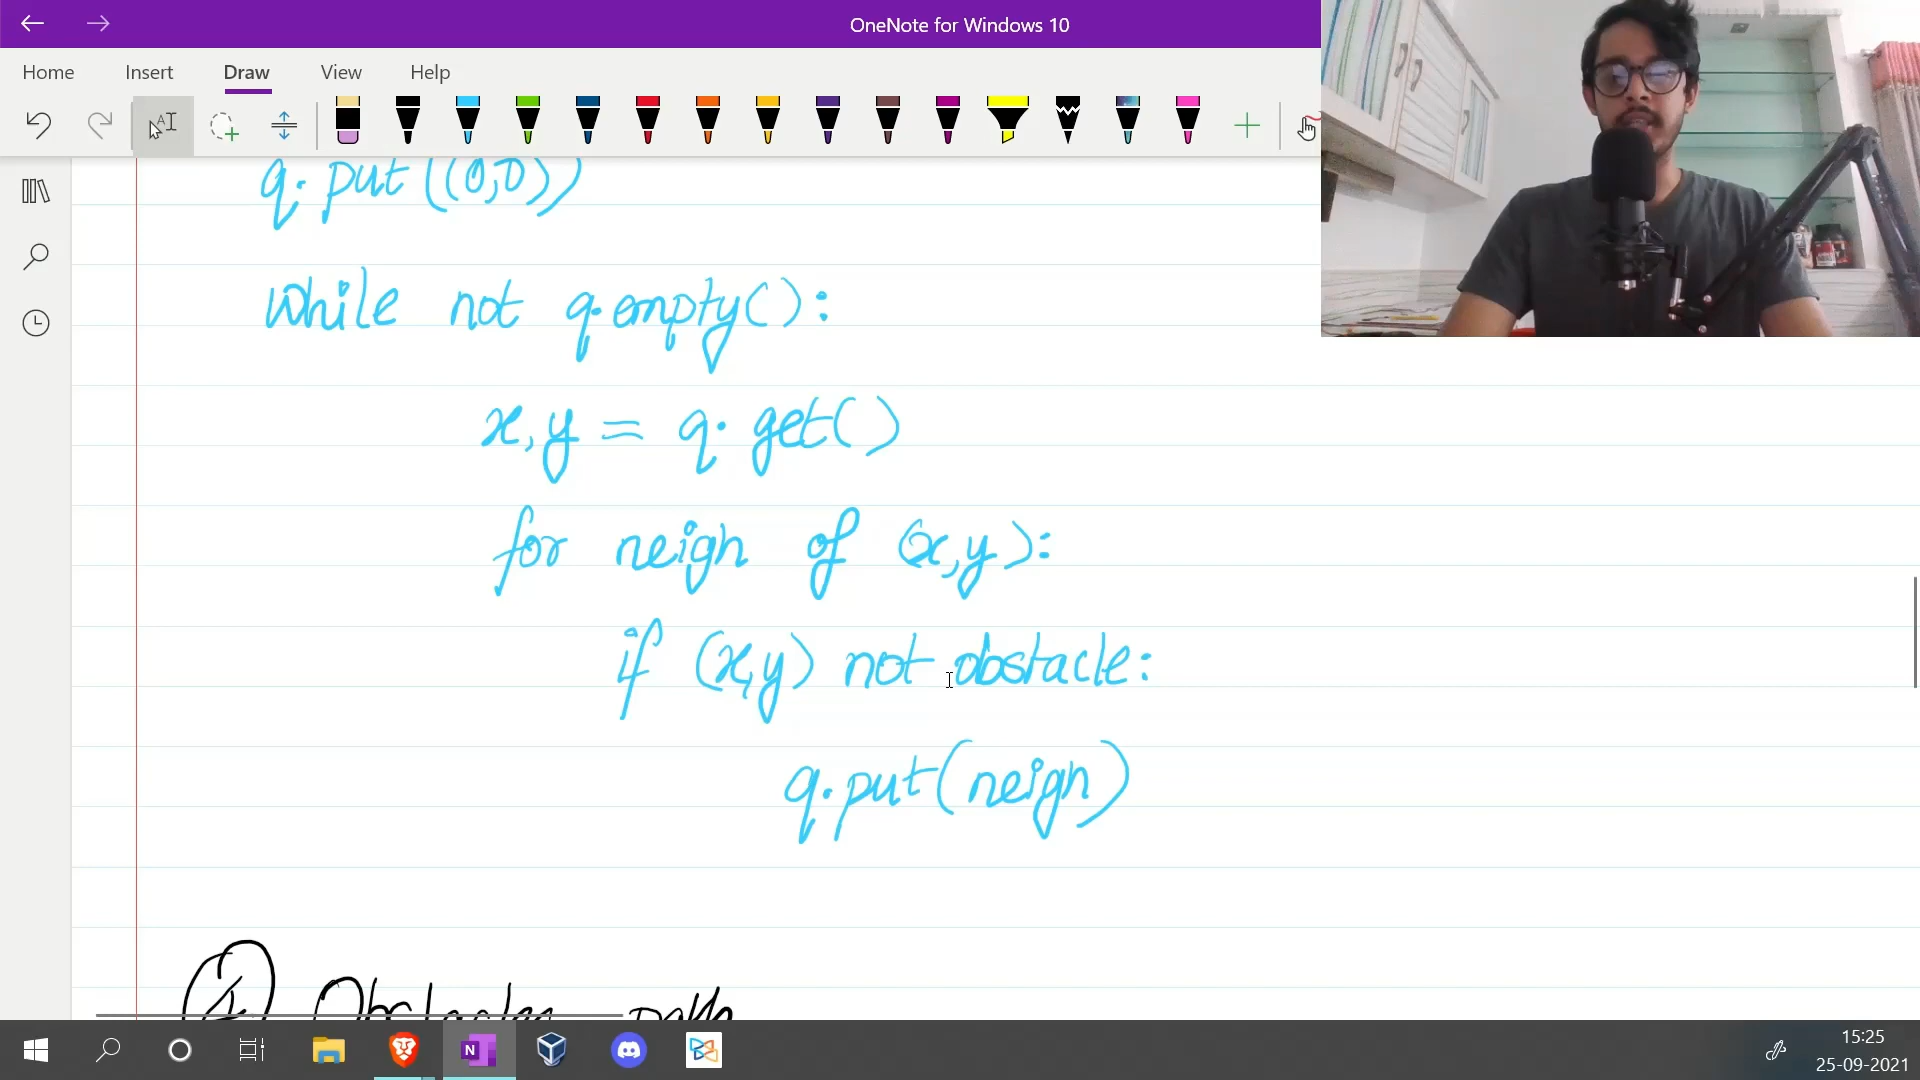 OneNote for Windows 10
Home Insert Draw View Help
q.put((0,0))
while not q.empty():
x,y = q.get()
for neigh of (x,y):
if (x,y) not obstacle:
q.put(neigh)
15:25
25-09-2021